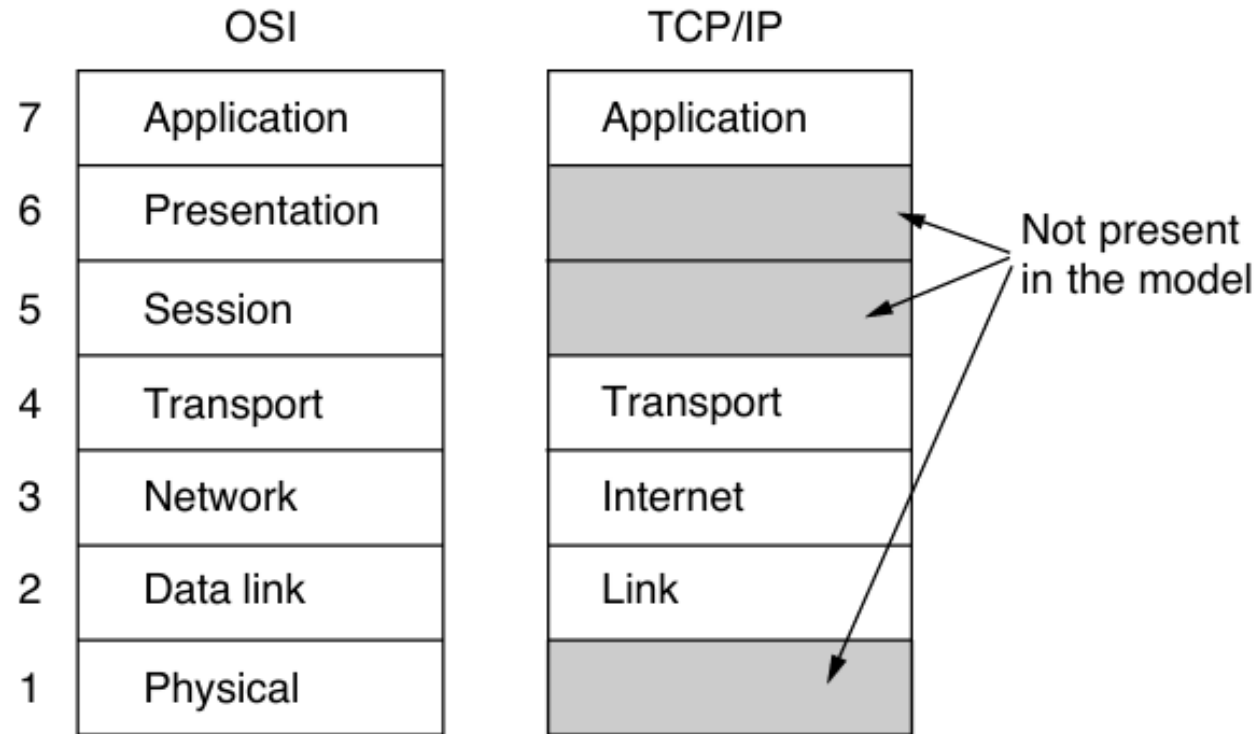 OSI TCP/IP
7 Application Application
6 Presentation
Not present
in the model
5 Session
4 Transport Transport
3 Network Internet
2 Data link Link
1 Physical